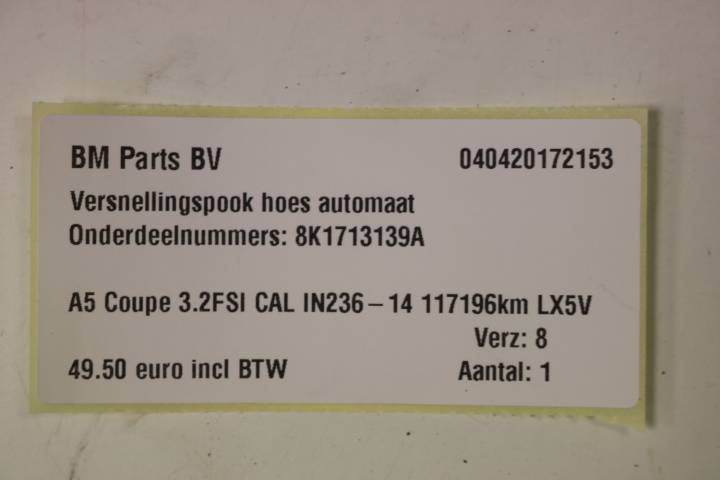 BM Parts BV 040420172153
Versnellingspook hoes automaat
Onderdeelnummers: 8K1713139A
A5 Coupe 3.2FSI CAL IN236-14 117196km LX5V
Verz: 8
49.50 euro incl BTW Aantal: 1